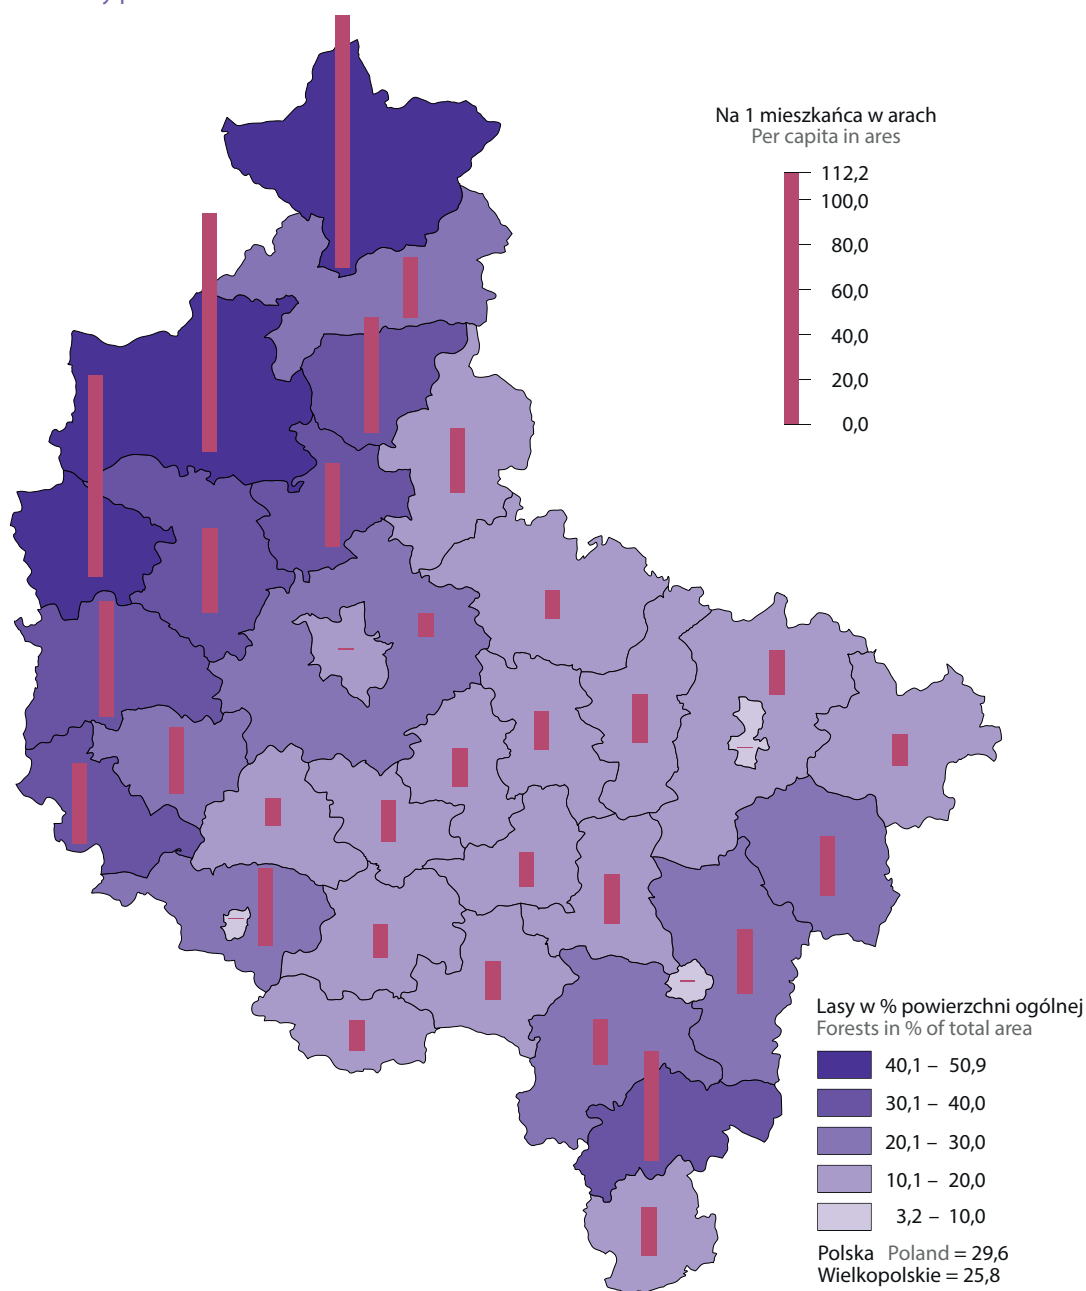 Na 1 mieszkańca w arach
Per capita in ares
112,2
100,0
80,0
60,0
40,0
20,0
0,0
Lasy w % powierzchni ogólnej
Forests in % of total area
40,1 – 50,9
30,1 – 40,0
20,1 – 30,0
10,1 – 20,0
3,2 – 10,0
Polska Poland = 29,6
Wielkopolskie = 25,8